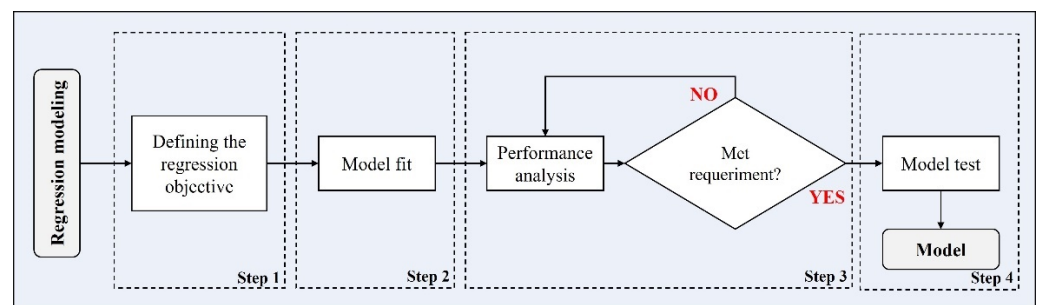 Regression modeling
Defining the
regression
objective
Step 1
Model fit
Step 2
Performance
analysis
NO
Met
requeriment?
YES
Step 3
Model test
Model
Step 4